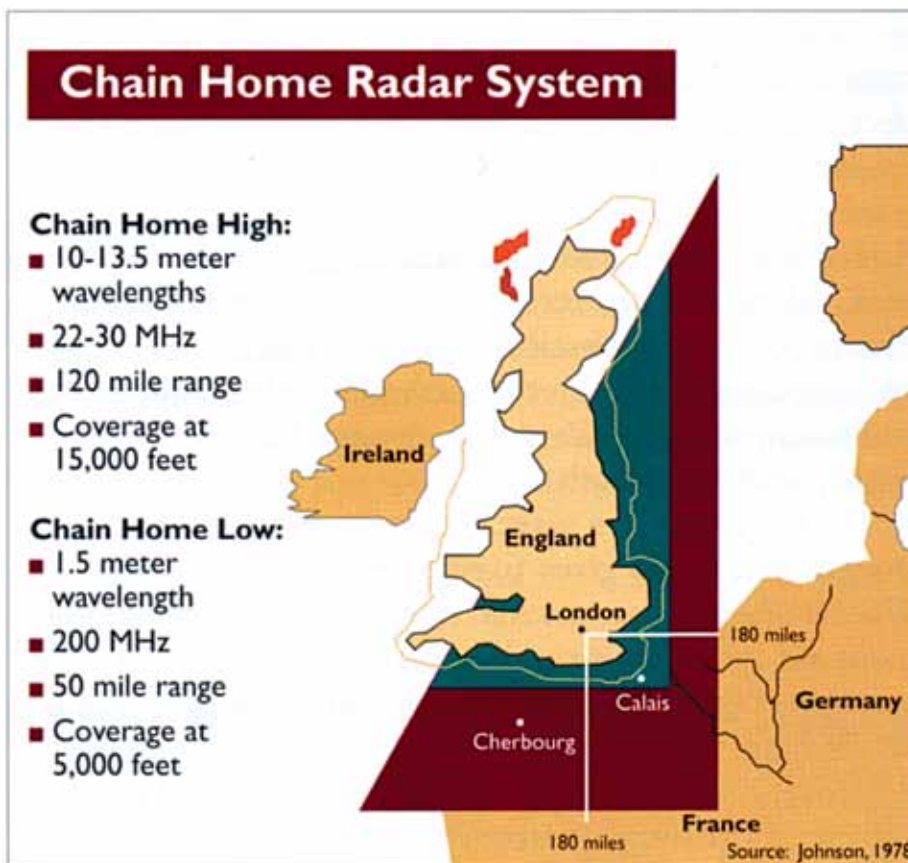 Chain Home Radar System
Chain Home High:
■ 10-13.5 meter
wavelengths
■ 22-30 MHz
■ 120 mile range
■ Coverage at
15,000 feet
Chain Home Low:
■ 1.5 meter
wavelength
■ 200 MHz
■ 50 mile range
■ Coverage at
5,000 feet
Ireland
England
London
180 miles
Calais
Germany
Cherbourg
France
180 miles
Source: Johnson, 1978